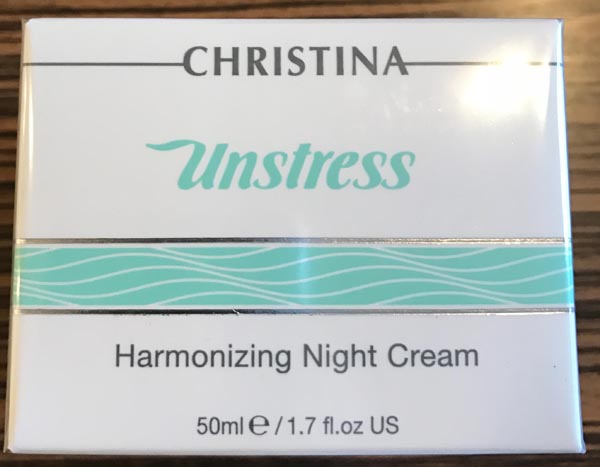 CHRISTINA
Unstress
Harmonizing Night Cream
50ml ℮ / 1.7 fl.oz US